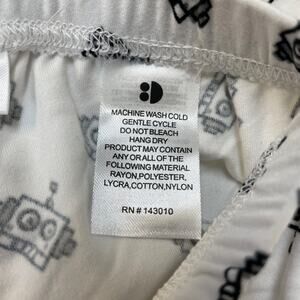 MACHINE WASH COLD
GENTLE CYCLE
DO NOT BLEACH
HANG DRY
PRODUCT MAY CONTAIN
ANY OR ALL OF THE
FOLLOWING MATERIAL
RAYON,POLYESTER,
LYCRA,COTTON,NYLON
RN # 143010